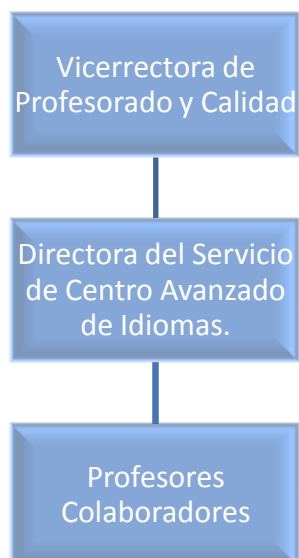 Vicerrectora de
Profesorado y Calidad
Directora del Servicio
de Centro Avanzado
de Idiomas.
Profesores
Colaboradores